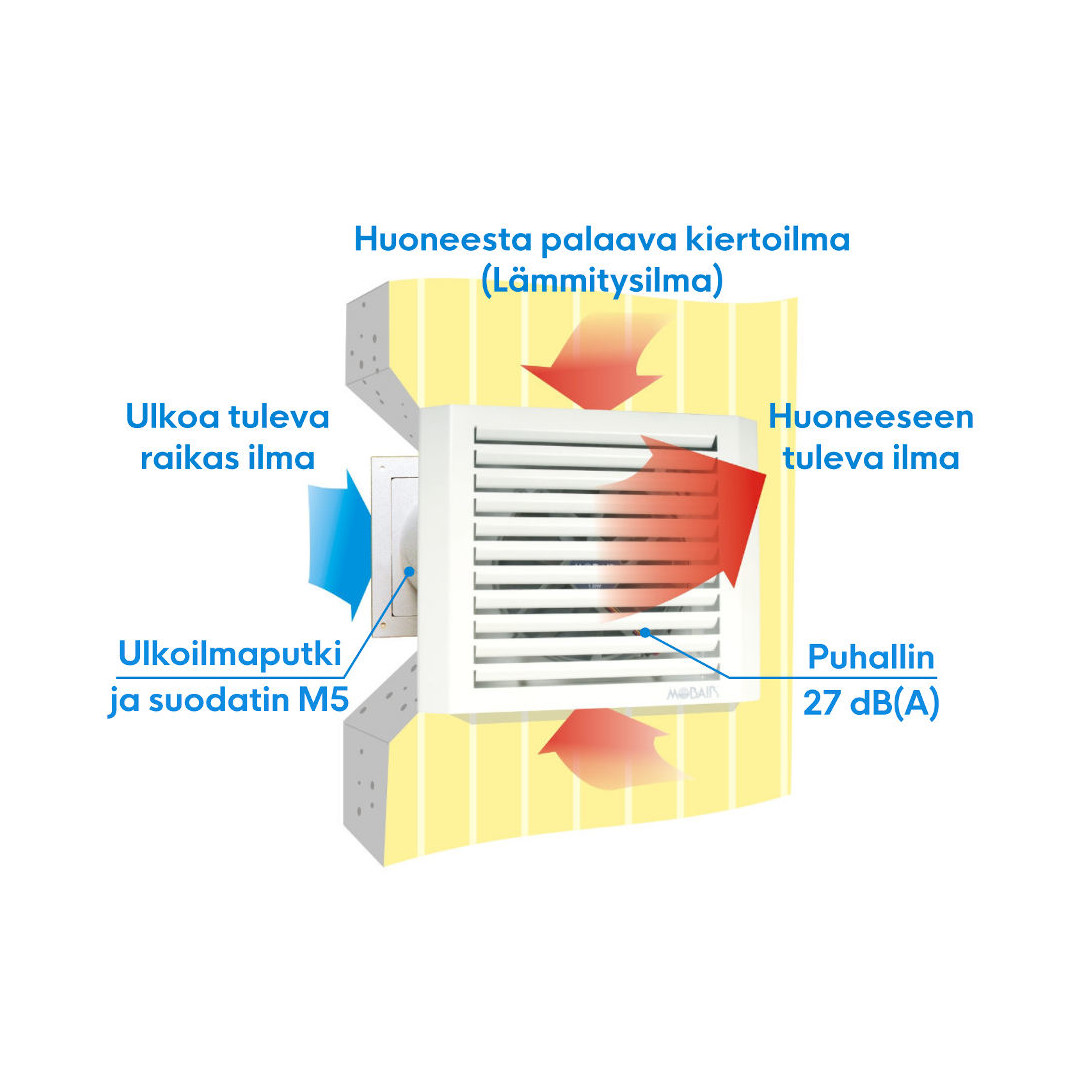 Huoneesta palaava kiertoilma
(Lämmitysilma)
Ulkoa tuleva
raikas ilma
Huoneeseen
tuleva ilma
Ulkoilmaputki
ja suodatin M5
Puhallin
27 dB(A)
MOBAIR